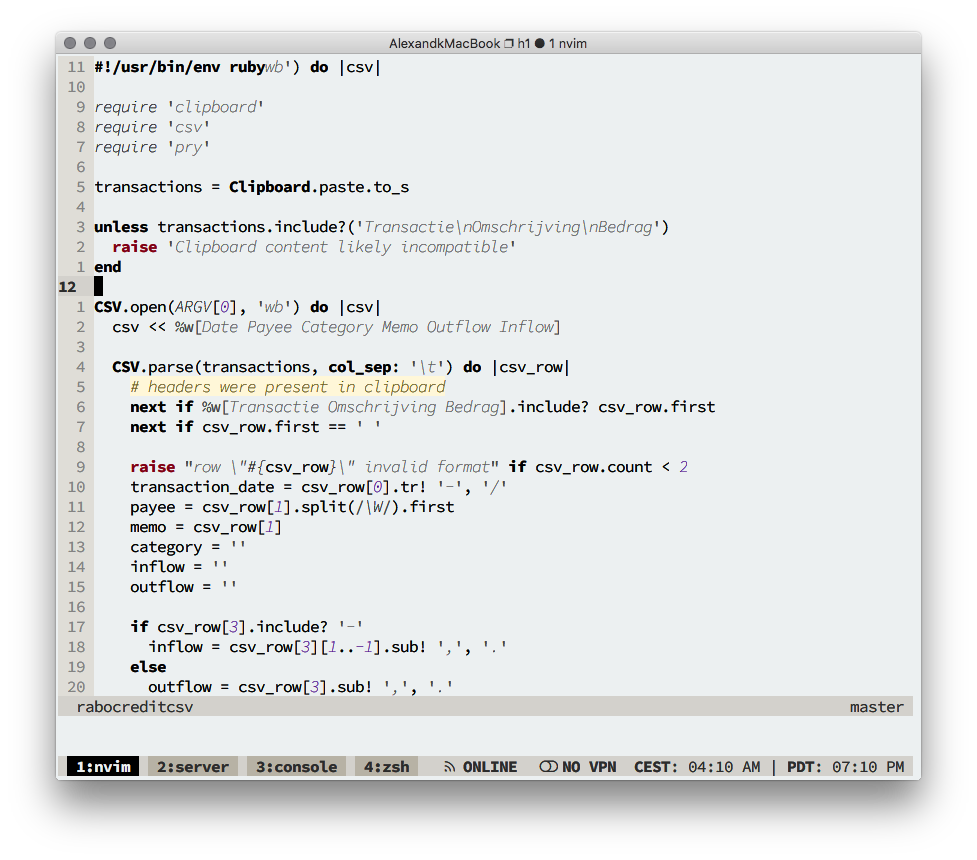 AlexandkMacBook ❐ h1 ● 1 nvim
11 #!/usr/bin/env rubywb') do |csv|
10
9 require 'clipboard'
8 require 'csv'
7 require 'pry'
6
5 transactions = Clipboard.paste.to_s
4
3 unless transactions.include?('Transactie\nOmschrijving\nBedrag')
2   raise 'Clipboard content likely incompatible'
1 end
12
1 CSV.open(ARGV[0], 'wb') do |csv|
2   csv << %w[Date Payee Category Memo Outflow Inflow]
3
4   CSV.parse(transactions, col_sep: '\t') do |csv_row|
5     # headers were present in clipboard
6     next if %w[Transactie Omschrijving Bedrag].include? csv_row.first
7     next if csv_row.first == ' '
8
9     raise "row \"#{csv_row}\" invalid format" if csv_row.count < 2
10     transaction_date = csv_row[0].tr! '-', '/'
11     payee = csv_row[1].split(/\W/).first
12     memo = csv_row[1]
13     category = ''
14     inflow = ''
15     outflow = ''
16
17     if csv_row[3].include? '-'
18       inflow = csv_row[3][1..-1].sub! ',', '.'
19     else
20       outflow = csv_row[3].sub! ',', '.'
rabocreditcsv master
1:nvim 2:server 3:console 4:zsh ONLINE NO VPN CEST: 04:10 AM | PDT: 07:10 PM